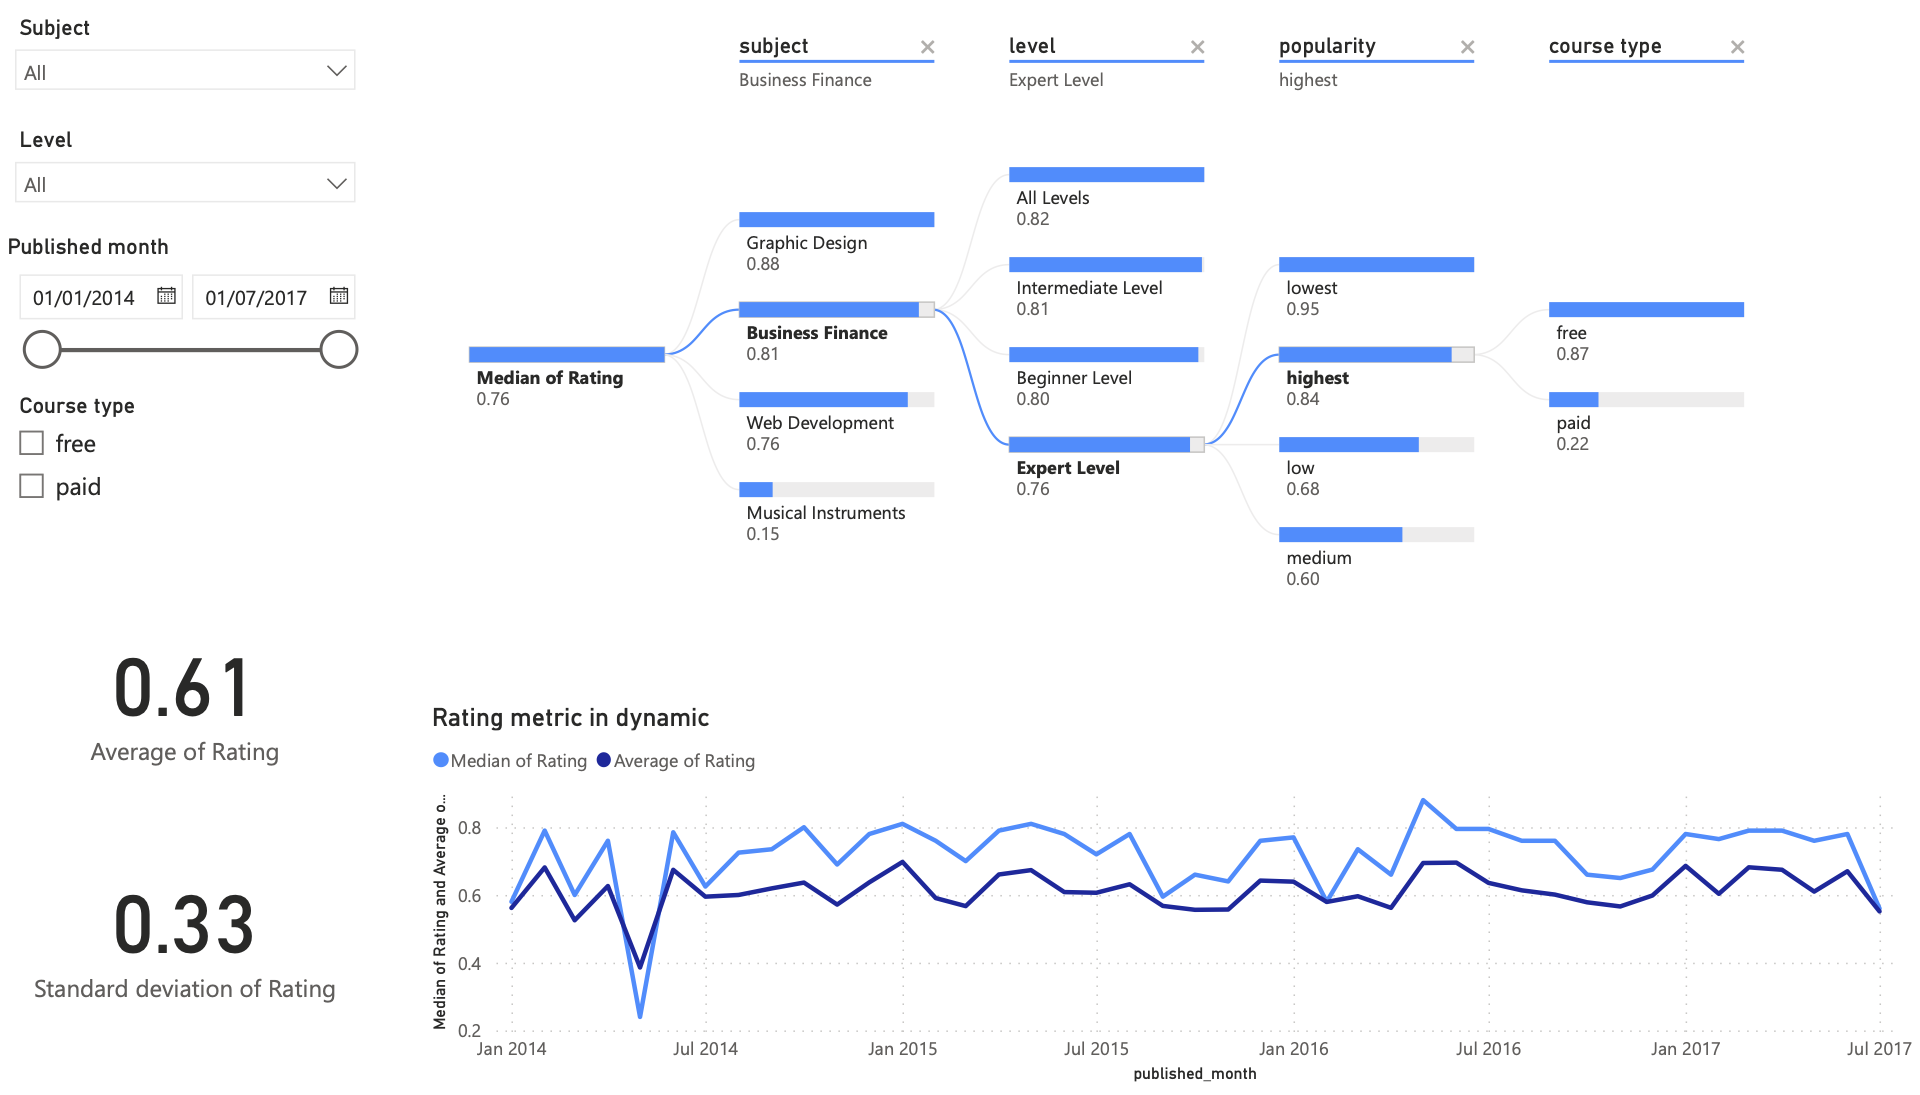 Subject
All
Level
All
Published month
01/01/2014
01/07/2017
Course type
free
paid
0.61
Average of Rating
0.33
Standard deviation of Rating
subject
Business Finance
level
Expert Level
popularity
highest
course type
Median of Rating
0.76
Graphic Design
0.88
Business Finance
0.81
Web Development
0.76
Musical Instruments
0.15
All Levels
0.82
Intermediate Level
0.81
Beginner Level
0.80
Expert Level
0.76
lowest
0.95
highest
0.84
low
0.68
medium
0.60
free
0.87
paid
0.22
Rating metric in dynamic
Median of Rating
Average of Rating
Median of Rating and Average o...
0.8
0.6
0.4
0.2
Jan 2014
Jul 2014
Jan 2015
Jul 2015
Jan 2016
Jul 2016
Jan 2017
Jul 2017
published_month